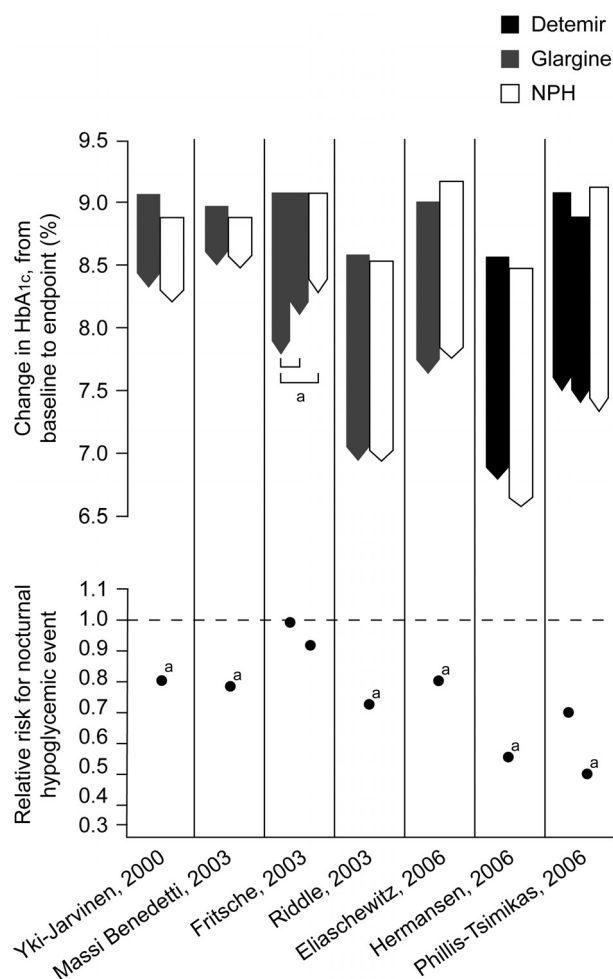 Detemir
Glargine
NPH
Change in HbA1c, from
baseline to endpoint (%)
9.5
9.0
8.5
8.0
7.5
7.0
6.5
a
Relative risk for nocturnal
hypoglycemic event
1.1
1.0
0.9
0.8
0.7
0.6
0.5
0.4
0.3
a
a
a
a
a
a
Yki-Jarvinen, 2000
Massi Benedetti, 2003
Fritsche, 2003
Riddle, 2003
Eliaschewitz, 2006
Hermansen, 2006
Phillis-Tsimikas, 2006